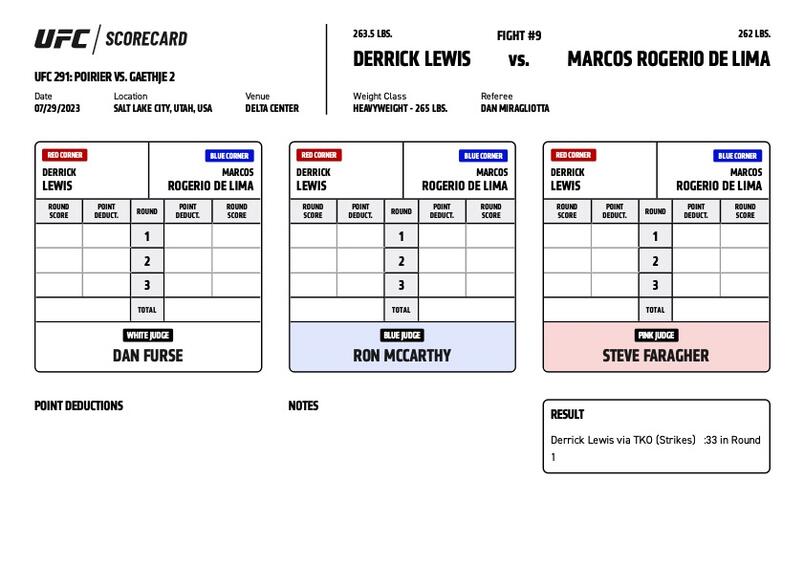 UFC / SCORECARD
UFC 291: POIRIER VS. GAETHJE 2
Date Location Venue
07/29/2023 SALT LAKE CITY, UTAH, USA DELTA CENTER
263.5 LBS. FIGHT #9 262 LBS.
DERRICK LEWIS VS. MARCOS ROGERIO DE LIMA
Weight Class Referee
HEAVYWEIGHT - 265 LBS. DAN MIRAGLIOTTA
RED CORNER BLUE CORNER
DERRICK MARCOS
LEWIS ROGERIO DE LIMA
ROUND POINT ROUND POINT ROUND
SCORE DEDUCT. DEDUCT. SCORE
1
2
3
TOTAL
WHITE JUDGE
DAN FURSE
RED CORNER BLUE CORNER
DERRICK MARCOS
LEWIS ROGERIO DE LIMA
ROUND POINT ROUND POINT ROUND
SCORE DEDUCT. DEDUCT. SCORE
1
2
3
TOTAL
BLUE JUDGE
RON MCCARTHY
RED CORNER BLUE CORNER
DERRICK MARCOS
LEWIS ROGERIO DE LIMA
ROUND POINT ROUND POINT ROUND
SCORE DEDUCT. DEDUCT. SCORE
1
2
3
TOTAL
PINK JUDGE
STEVE FARAGHER
POINT DEDUCTIONS
NOTES
RESULT
Derrick Lewis via TKO (Strikes) :33 in Round
1